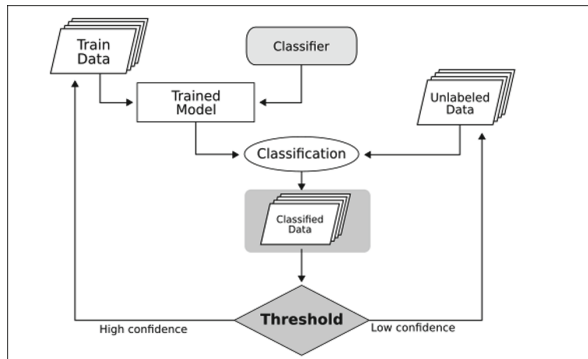 Train
Data
Classifier
Trained
Model
Unlabeled
Data
Classification
Classified
Data
Threshold
High confidence
Low confidence